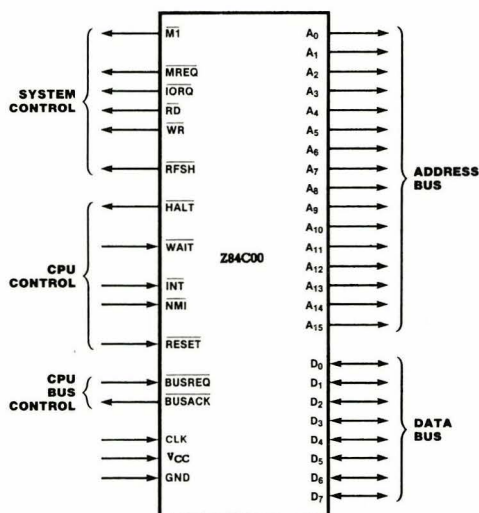 SYSTEM
CONTROL
M1
MREQ
IORQ
RD
WR
RFSH
CPU
CONTROL
HALT
WAIT
INT
NMI
RESET
CPU
BUS
CONTROL
BUSREQ
BUSACK
CLK
VCC
GND
Z84C00
A0
A1
A2
A3
A4
A5
A6
A7
A8
A9
A10
A11
A12
A13
A14
A15
ADDRESS
BUS
D0
D1
D2
D3
D4
D5
D6
D7
DATA
BUS